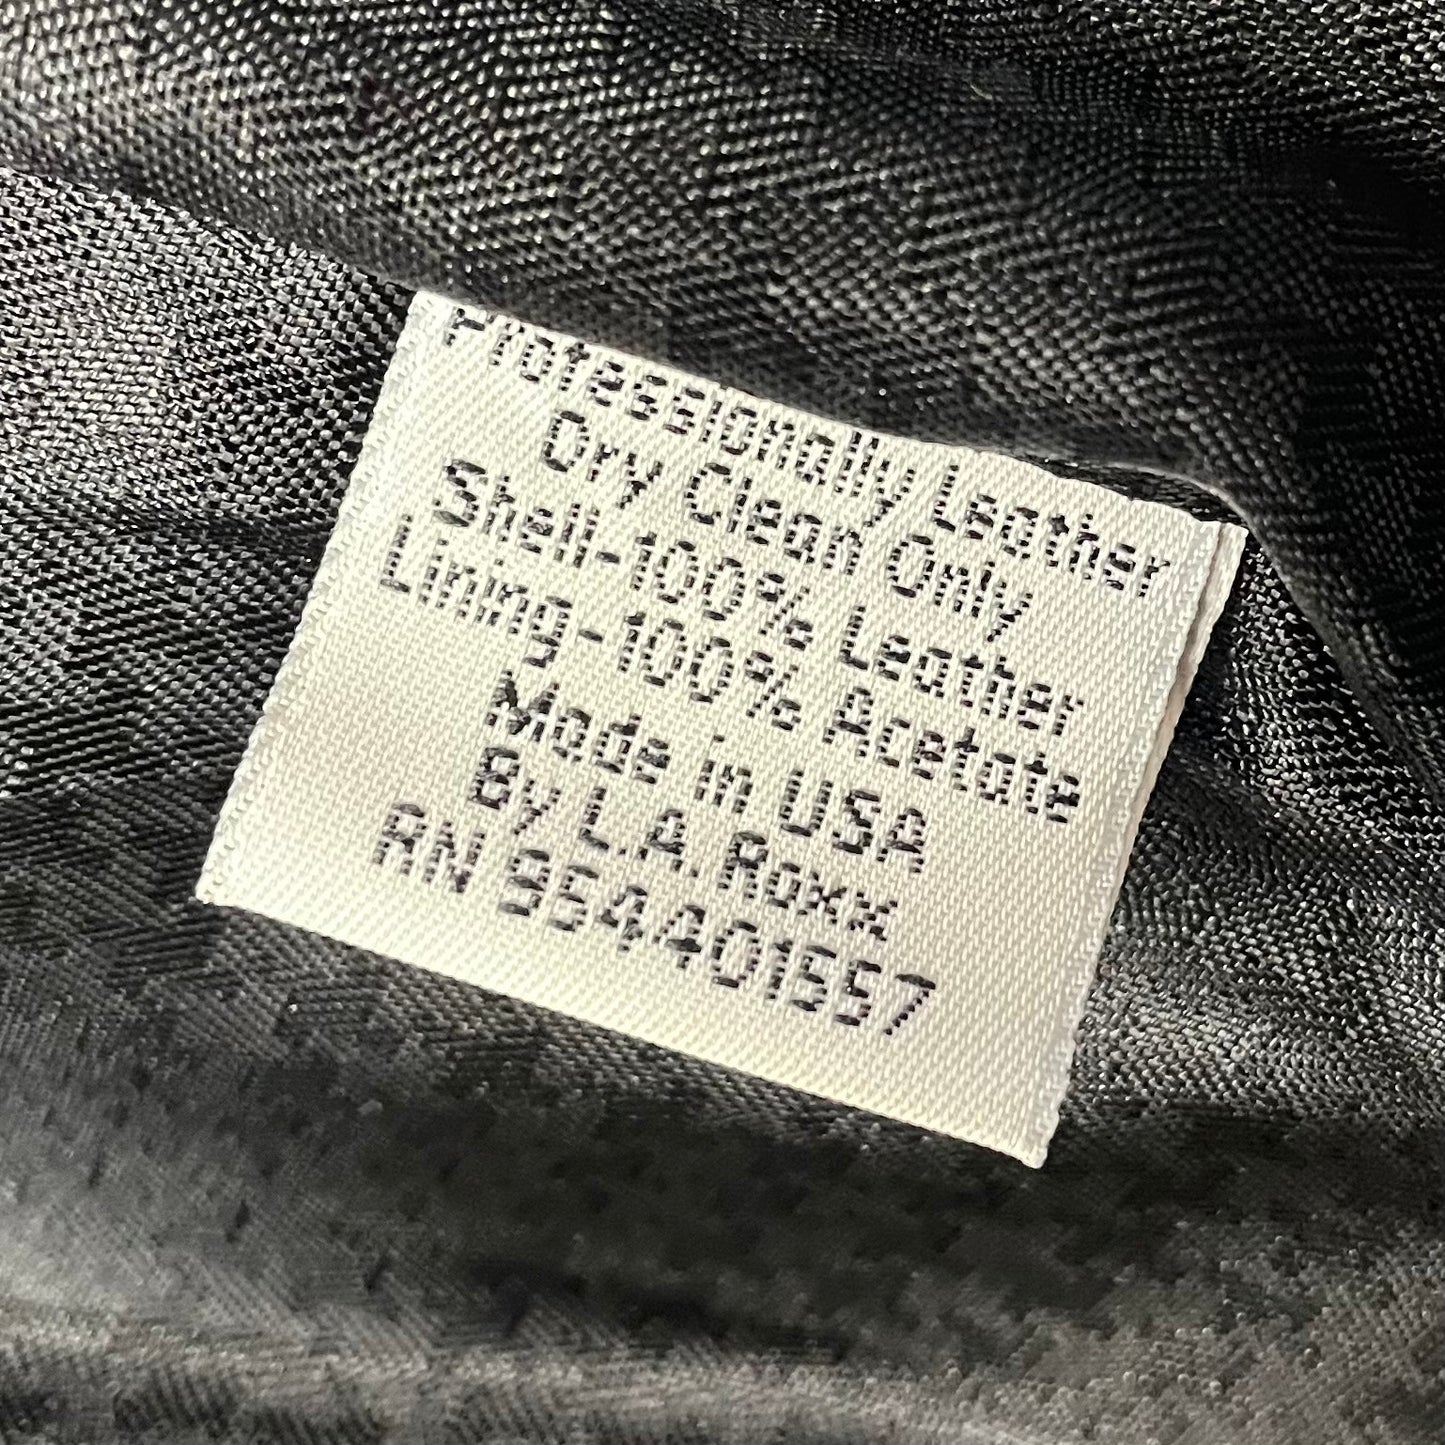 Professionally Leather
Dry Clean Only
Shell-100% Leather
Lining-100% Acetate
Made in USA
By L.A. Roxx
RN 954401557